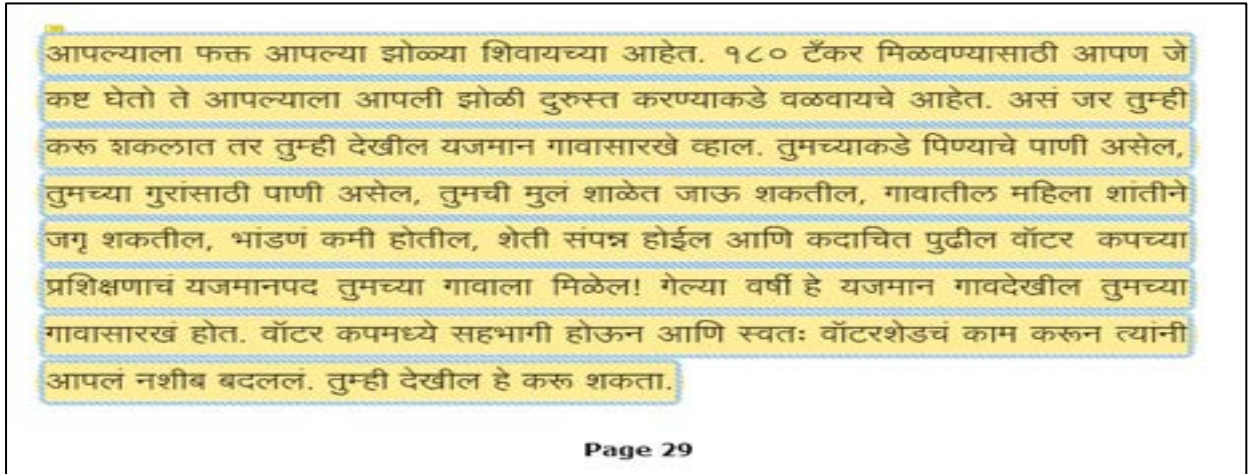 आपल्याला फक्त आपल्या झोळ्या शिवायच्या आहेत. १८० टँकर मिळवण्यासाठी आपण जे
कष्ट घेतो ते आपल्याला आपली झोळी दुरुस्त करण्याकडे वळवायचे आहेत. असं जर तुम्ही
करू शकलात तर तुम्ही देखील यजमान गावासारखे व्हाल. तुमच्याकडे पिण्याचे पाणी असेल,
तुमच्या गुरांसाठी पाणी असेल, तुमची मुलं शाळेत जाऊ शकतील, गावातील महिला शांतीने
जगृ शकतील, भांडणं कमी होतील, शेती संपन्न होईल आणि कदाचित पुढील वॉटर कपच्या
प्रशिक्षणाचं यजमानपद तुमच्या गावाला मिळेल! गेल्या वर्षी हे यजमान गावदेखील तुमच्या
गावासारखं होत. वॉटर कपमध्ये सहभागी होऊन आणि स्वतः वॉटरशेडचं काम करून त्यांनी
आपलं नशीब बदललं. तुम्ही देखील हे करू शकता.
Page 29